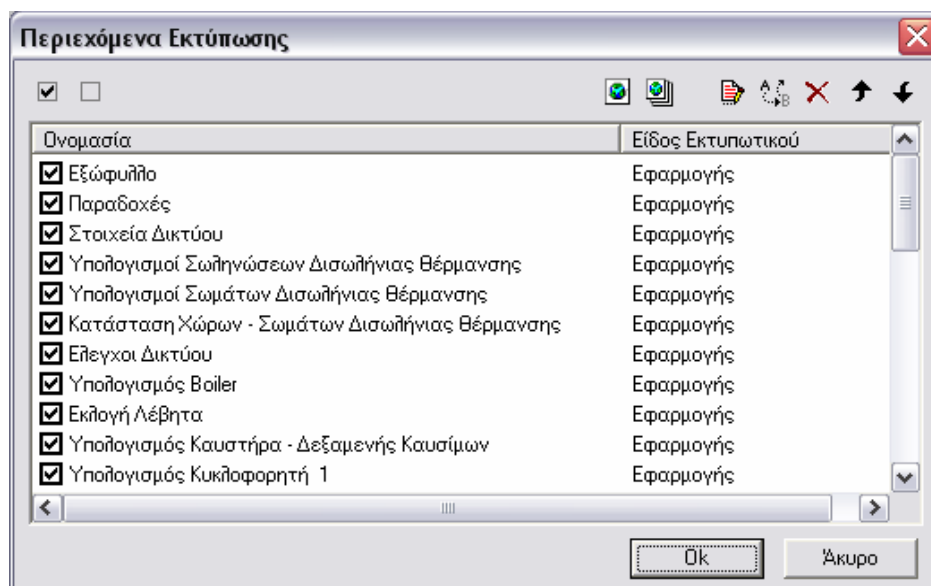 Περιεχόμενα Εκτύπωσης
Ονομασία Είδος Εκτυπωτικού
Εξώφυλλο Εφαρμογής
Παραδοχές Εφαρμογής
Στοιχεία Δικτύου Εφαρμογής
Υπολογισμοί Σωληνώσεων Δισωλήνιας Θέρμανσης Εφαρμογής
Υπολογισμοί Σωμάτων Δισωλήνιας Θέρμανσης Εφαρμογής
Κατάσταση Χώρων - Σωμάτων Δισωλήνιας Θέρμανσης Εφαρμογής
Ελεγχοι Δικτύου Εφαρμογής
Υπολογισμός Boiler Εφαρμογής
Εκλογή Λέβητα Εφαρμογής
Υπολογισμός Καυστήρα - Δεξαμενής Καυσίμων Εφαρμογής
Υπολογισμός Κυκλοφορητή 1 Εφαρμογής
Ok Άκυρο